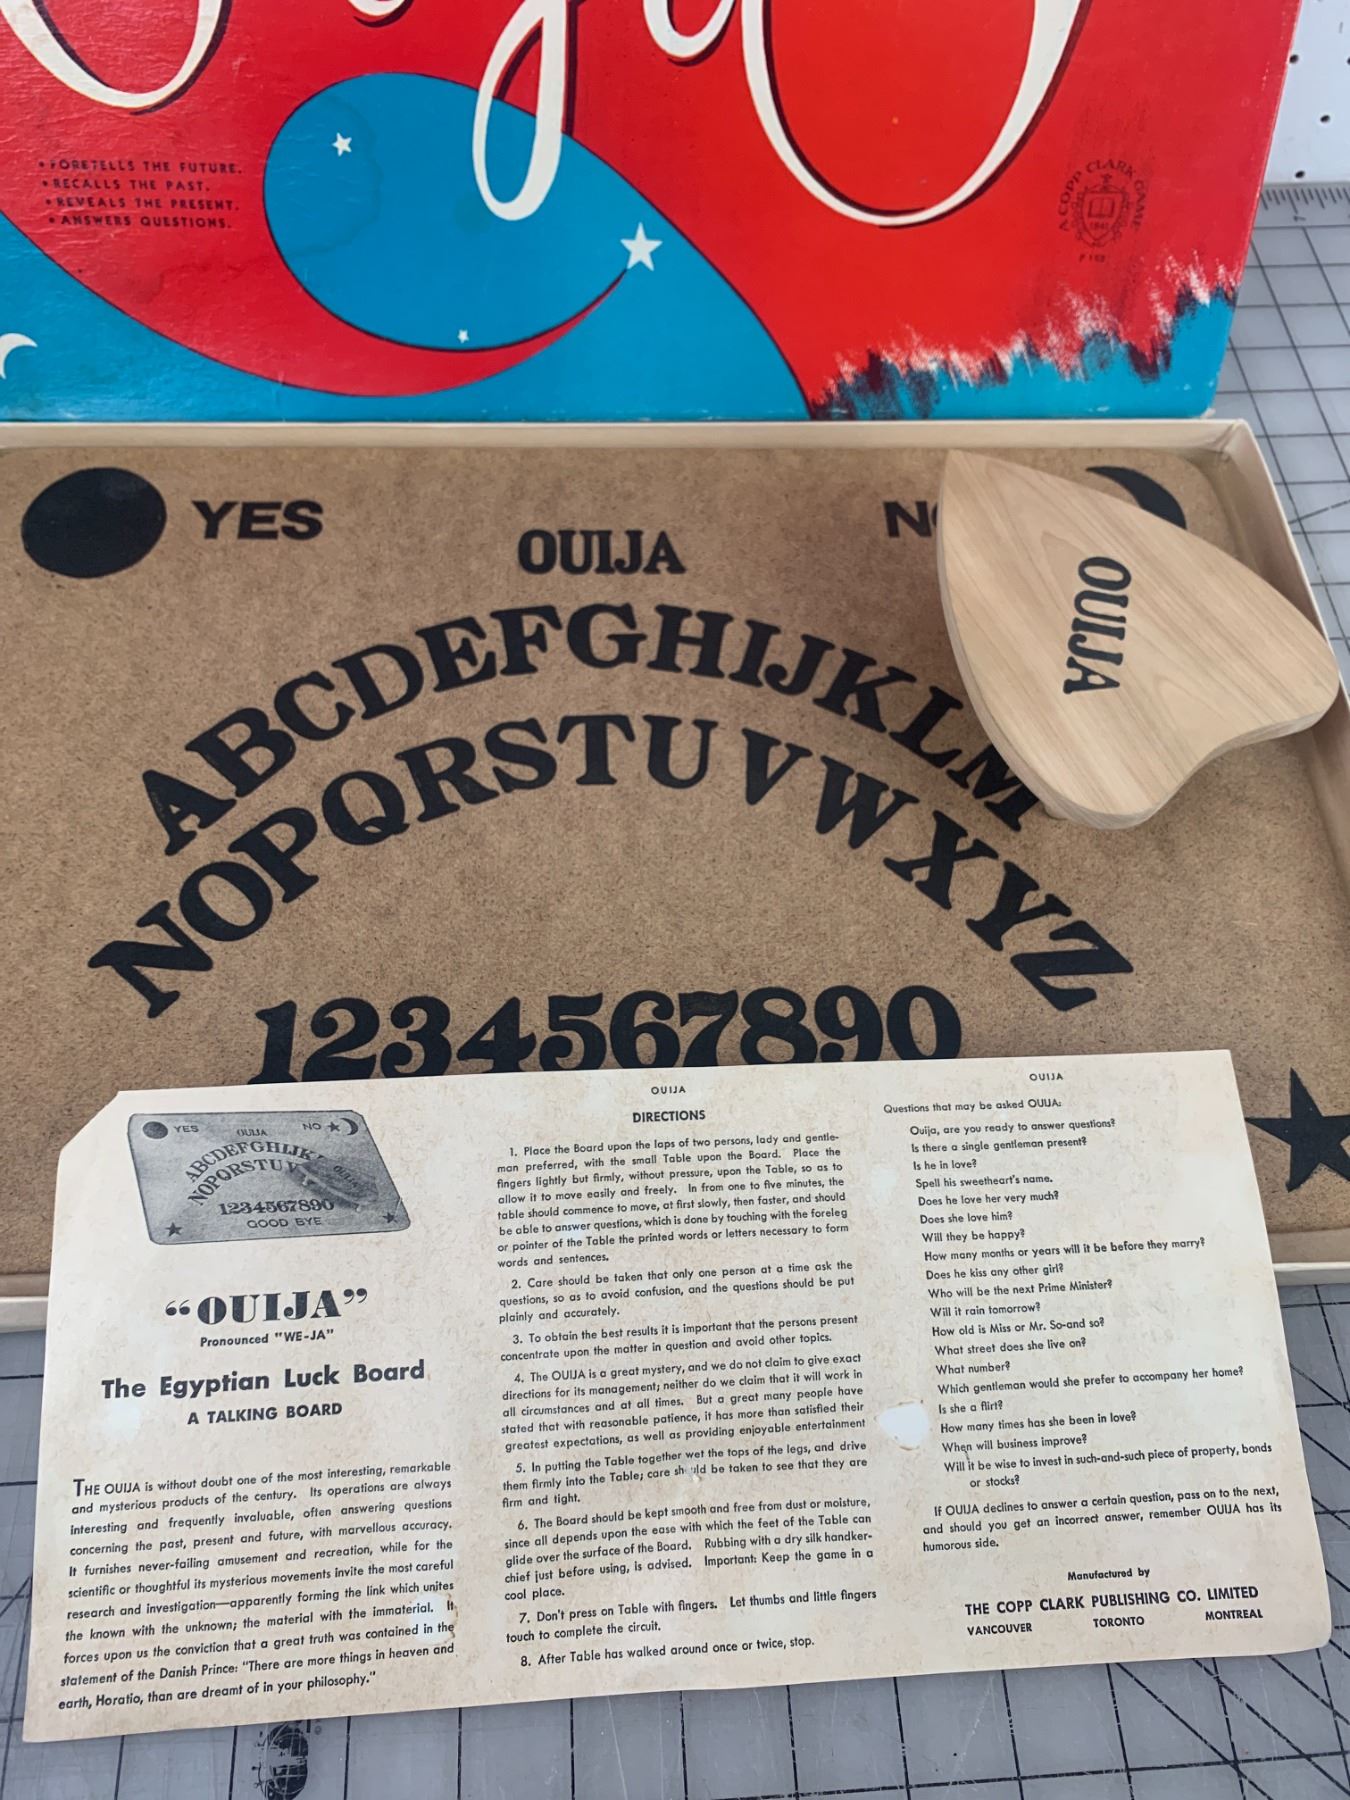 • FORETELLS THE FUTURE.
• RECALLS THE PAST.
• REVEALS THE PRESENT.
• ANSWERS QUESTIONS.
A COPP CLARK GAME
1841
YES
OUIJA
OUIJA
ABCDEFGHIJKLM
NOPQRSTUVWXYZ
1234567890
YES
OUIJA
NO
ABCDEFGHIJK
NOPQRSTUV
1234567890
GOOD BYE
"OUIJA"
Pronounced "WE-JA"
The Egyptian Luck Board
A TALKING BOARD
THE OUIJA is without doubt one of the most interesting, remarkable
and mysterious products of the century. Its operations are always
interesting and frequently invaluable, often answering questions
concerning the past, present and future, with marvellous accuracy.
It furnishes never-failing amusement and recreation, while for the
scientific or thoughtful its mysterious movements invite the most careful
research and investigation—apparently forming the link which unites
the known with the unknown; the material with the immaterial. It
forces upon us the conviction that a great truth was contained in the
statement of the Danish Prince: "There are more things in heaven and
earth, Horatio, than are dreamt of in your philosophy."
OUIJA
DIRECTIONS
1. Place the Board upon the laps of two persons, lady and gentle-
man preferred, with the small Table upon the Board. Place the
fingers lightly but firmly, without pressure, upon the Table, so as to
allow it to move easily and freely. In from one to five minutes, the
table should commence to move, at first slowly, then faster, and should
be able to answer questions, which is done by touching with the foreleg
or pointer of the Table the printed words or letters necessary to form
words and sentences.
2. Care should be taken that only one person at a time ask the
questions, so as to avoid confusion, and the questions should be put
plainly and accurately.
3. To obtain the best results it is important that the persons present
concentrate upon the matter in question and avoid other topics.
4. The OUIJA is a great mystery, and we do not claim to give exact
directions for its management; neither do we claim that it will work in
all circumstances and at all times. But a great many people have
stated that with reasonable patience, it has more than satisfied their
greatest expectations, as well as providing enjoyable entertainment
5. In putting the Table together wet the tops of the legs, and drive
them firmly into the Table; care should be taken to see that they are
firm and tight.
6. The Board should be kept smooth and free from dust or moisture,
since all depends upon the ease with which the feet of the Table can
glide over the surface of the Board. Rubbing with a dry silk handker-
chief just before using, is advised. Important: Keep the game in a
cool place.
7. Don't press on Table with fingers. Let thumbs and little fingers
touch to complete the circuit.
8. After Table has walked around once or twice, stop.
OUIJA
Questions that may be asked OUIJA:
Ouija, are you ready to answer questions?
Is there a single gentleman present?
Is he in love?
Spell his sweetheart's name.
Does he love her very much?
Does she love him?
Will they be happy?
How many months or years will it be before they marry?
Does he kiss any other girl?
Who will be the next Prime Minister?
Will it rain tomorrow?
How old is Miss or Mr. So-and so?
What street does she live on?
What number?
Which gentleman would she prefer to accompany her home?
Is she a flirt?
How many times has she been in love?
When will business improve?
Will it be wise to invest in such-and-such piece of property, bonds
or stocks?
If OUIJA declines to answer a certain question, pass on to the next,
and should you get an incorrect answer, remember OUIJA has its
humorous side.
Manufactured by
THE COPP CLARK PUBLISHING CO. LIMITED
VANCOUVER TORONTO MONTREAL